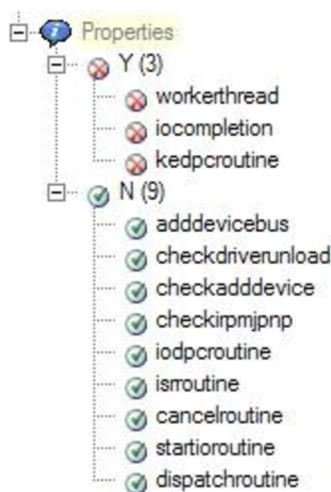 Properties
Y (3)
workerthread
iocompletion
kedpcroutine
N (9)
adddevicebus
checkdriverunload
checkadddevice
checkirpmjpnp
iodpcroutine
isrroutine
cancelroutine
startioroutine
dispatchroutine